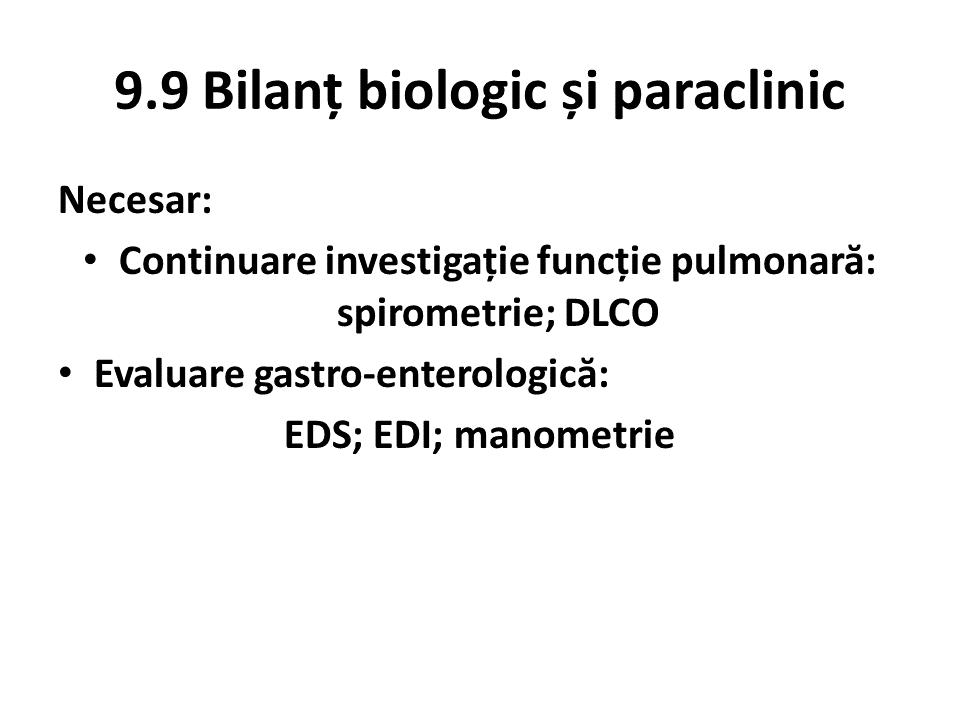 9.9 Bilanț biologic și paraclinic
Necesar:
• Continuare investigație funcție pulmonară:
spirometrie; DLCO
• Evaluare gastro-enterologică:
EDS; EDI; manometrie